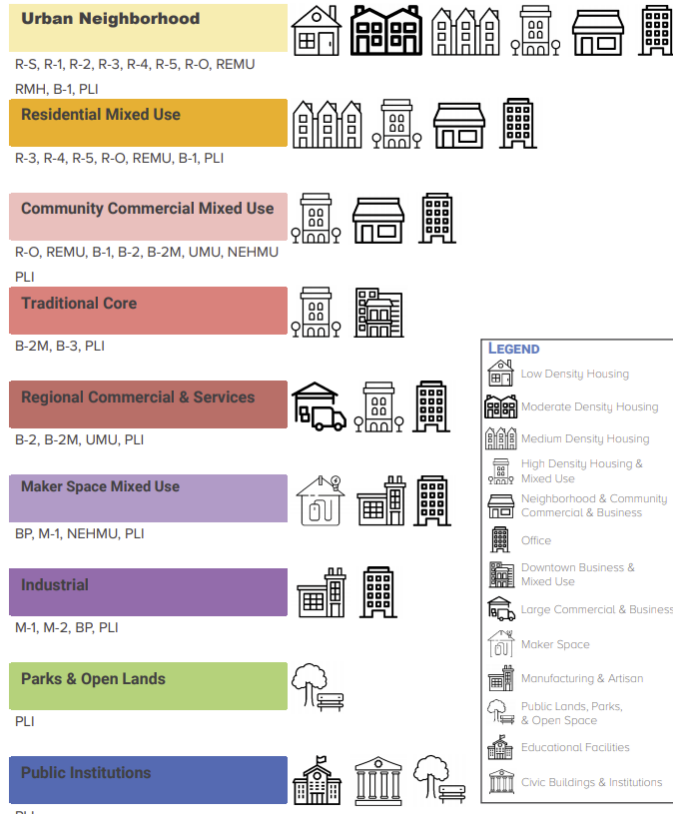 Urban Neighborhood
R-S, R-1, R-2, R-3, R-4, R-5, R-O, REMU
RMH, B-1, PLI
Residential Mixed Use
R-3, R-4, R-5, R-O, REMU, B-1, PLI
Community Commercial Mixed Use
R-O, REMU, B-1, B-2, B-2M, UMU, NEHMU
PLI
Traditional Core
B-2M, B-3, PLI
Regional Commercial & Services
B-2, B-2M, UMU, PLI
Maker Space Mixed Use
BP, M-1, NEHMU, PLI
Industrial
M-1, M-2, BP, PLI
Parks & Open Lands
PLI
Public Institutions
PLI
LEGEND
Low Density Housing
Moderate Density Housing
Medium Density Housing
High Density Housing &
Mixed Use
Neighborhood & Community
Commercial & Business
Office
Downtown Business &
Mixed Use
Large Commercial & Business
Maker Space
Manufacturing & Artisan
Public Lands, Parks,
& Open Space
Educational Facilities
Civic Buildings & Institutions